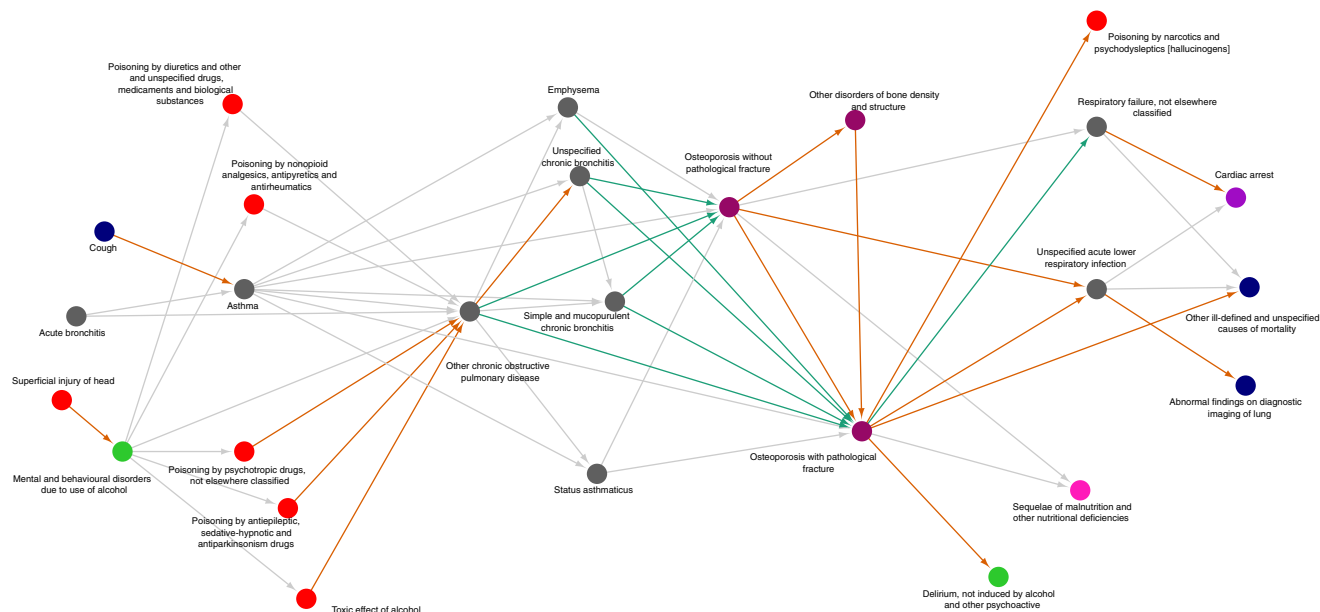 Poisoning by narcotics and
psychodysleptics [hallucinogens]
Poisoning by diuretics and other
and unspecified drugs,
medicaments and biological
substances
Emphysema
Other disorders of bone density
and structure
Respiratory failure, not elsewhere
classified
Poisoning by nonopioid
analgesics, antipyretics and
antirheumatics
Unspecified
chronic bronchitis
Osteoporosis without
pathological fracture
Cardiac arrest
Cough
Unspecified acute lower
respiratory infection
Asthma
Acute bronchitis
Simple and mucopurulent
chronic bronchitis
Other ill-defined and unspecified
causes of mortality
Other chronic obstructive
pulmonary disease
Superficial injury of head
Abnormal findings on diagnostic
imaging of lung
Mental and behavioural disorders
due to use of alcohol
Poisoning by psychotropic drugs,
not elsewhere classified
Osteoporosis with pathological
fracture
Status asthmaticus
Sequelae of malnutrition and
other nutritional deficiencies
Poisoning by antiepileptic,
sedative-hypnotic and
antiparkinsonism drugs
Delirium, not induced by alcohol
and other psychoactive
Toxic effect of alcohol